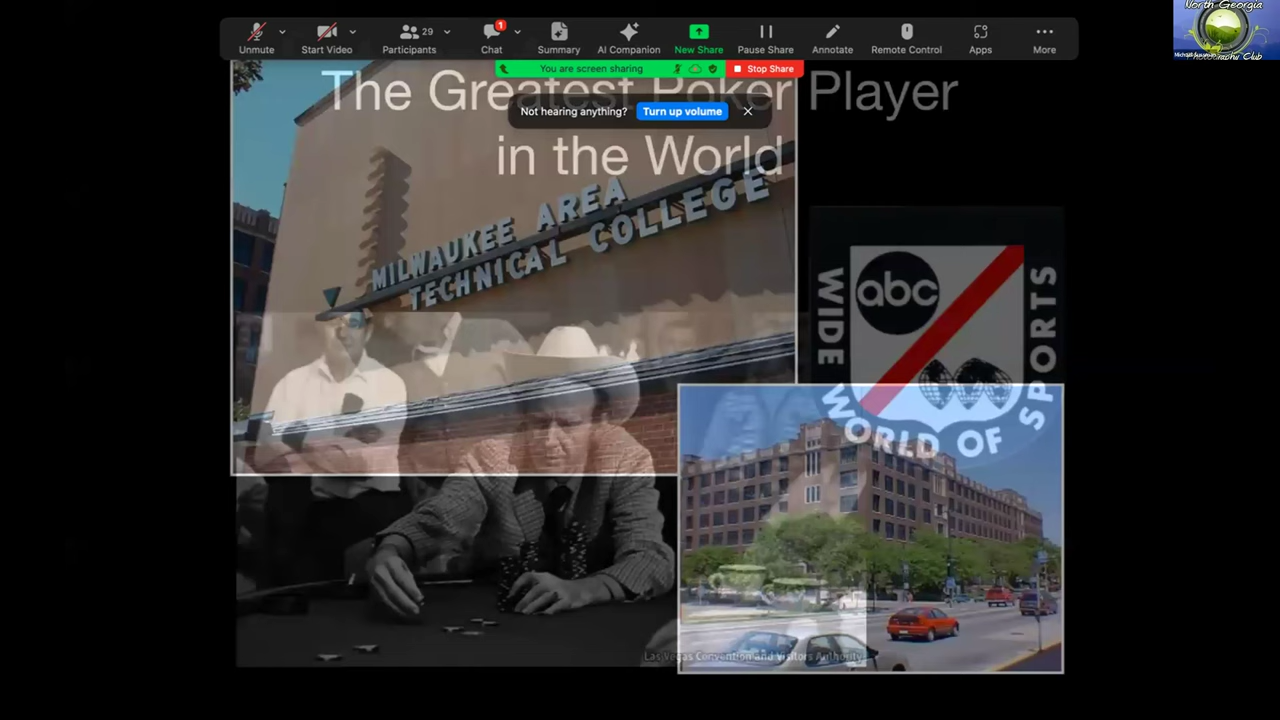 North Georgia
Photography Club
Unmute
Start Video
29
Participants
1
Chat
Summary
AI Companion
New Share
Pause Share
Annotate
Remote Control
Apps
More
You are screen sharing
Stop Share
The Greatest Poker Player
Not hearing anything?
Turn up volume
in the World
MILWAUKEE AREA
TECHNICAL COLLEGE
abc
WIDE
WORLD OF
SPORTS
Las Vegas Convention and Visitors Authority